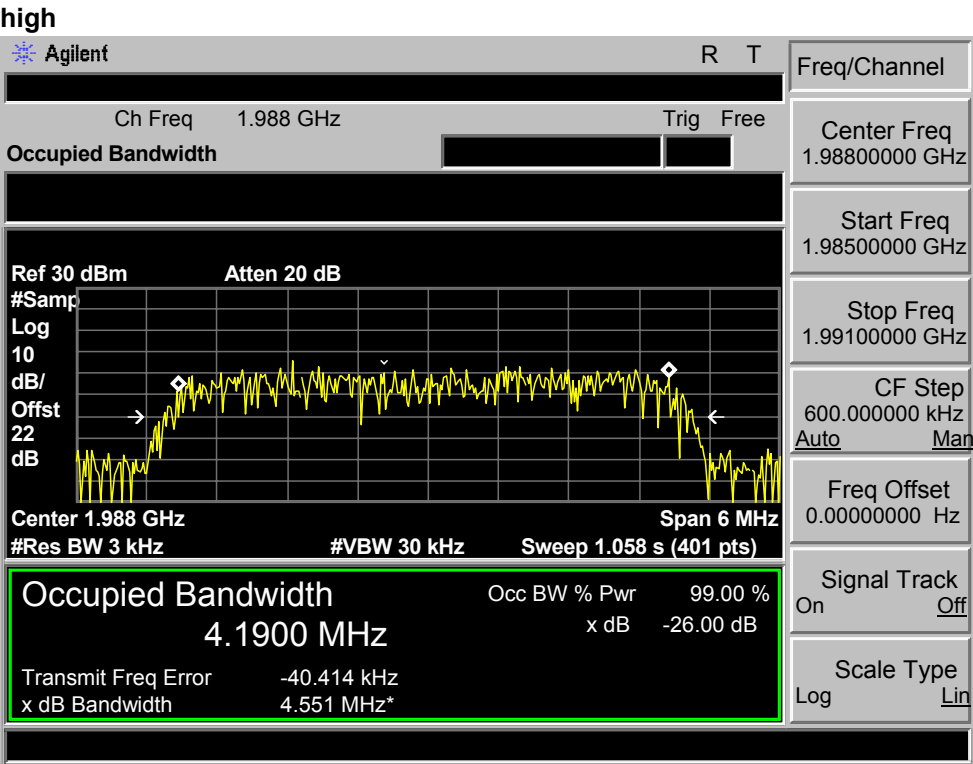 high
Agilent R T
Freq/Channel
Ch Freq 1.988 GHz Trig Free
Occupied Bandwidth
Center Freq
1.98800000 GHz
Start Freq
1.98500000 GHz
Stop Freq
1.99100000 GHz
CF Step
600.000000 kHz
Auto Man
Freq Offset
0.00000000 Hz
Signal Track
On Off
Scale Type
Log Lin
Ref 30 dBm Atten 20 dB
#Samp
Log
10
dB/
Offst
22
dB
Center 1.988 GHz Span 6 MHz
#Res BW 3 kHz #VBW 30 kHz Sweep 1.058 s (401 pts)
Occupied Bandwidth Occ BW % Pwr 99.00 %
4.1900 MHz x dB -26.00 dB
Transmit Freq Error -40.414 kHz
x dB Bandwidth 4.551 MHz*